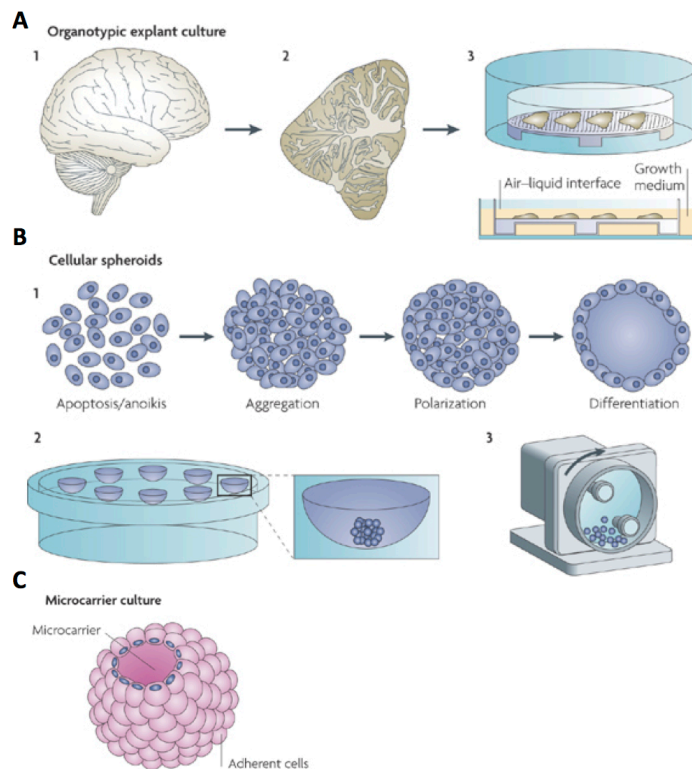 A
Organotypic explant culture
1
2
3
Air–liquid interface
Growth
medium
B
Cellular spheroids
1
Apoptosis/anoikis
Aggregation
Polarization
Differentiation
2
3
C
Microcarrier culture
Microcarrier
Adherent cells